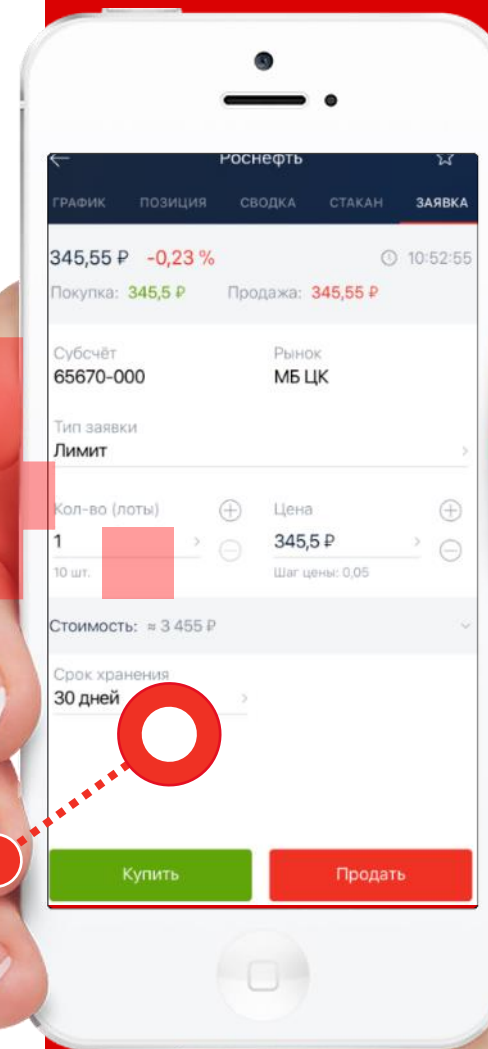 Роснефть
ГРАФИК ПОЗИЦИЯ СВОДКА СТАКАН ЗАЯВКА
345,55 ₽ -0,23 % 10:52:55
Покупка: 345,5 ₽ Продажа: 345,55 ₽
Субсчёт Рынок
65670-000 МБ ЦК
Тип заявки
Лимит
Кол-во (лоты) Цена
1 345,5 ₽
10 шт. Шаг цены: 0,05
Стоимость: ≈ 3 455 ₽
Срок хранения
30 дней
Купить Продать